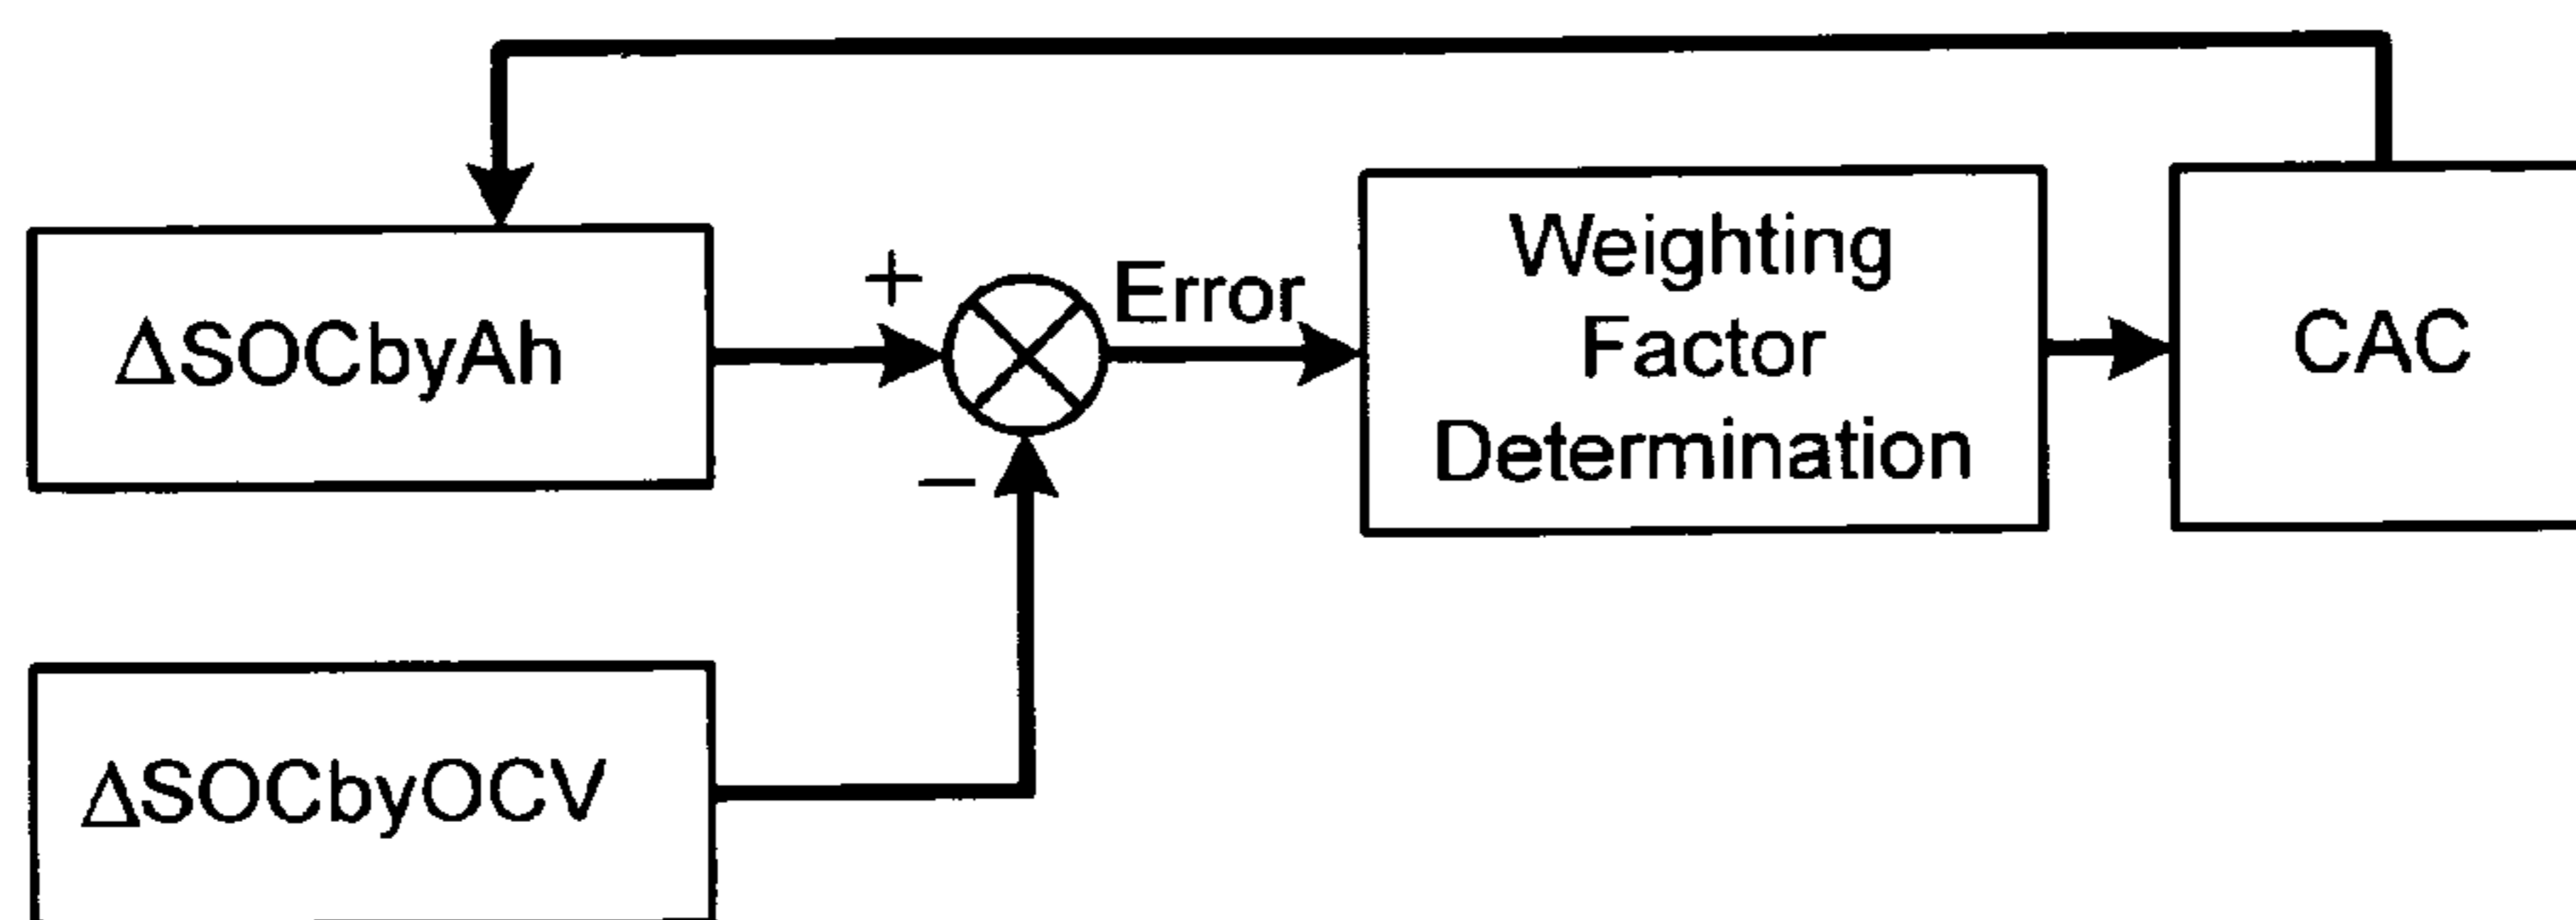 ΔSOCbyAh
+
Error
Weighting
Factor
Determination
CAC
−
ΔSOCbyOCV